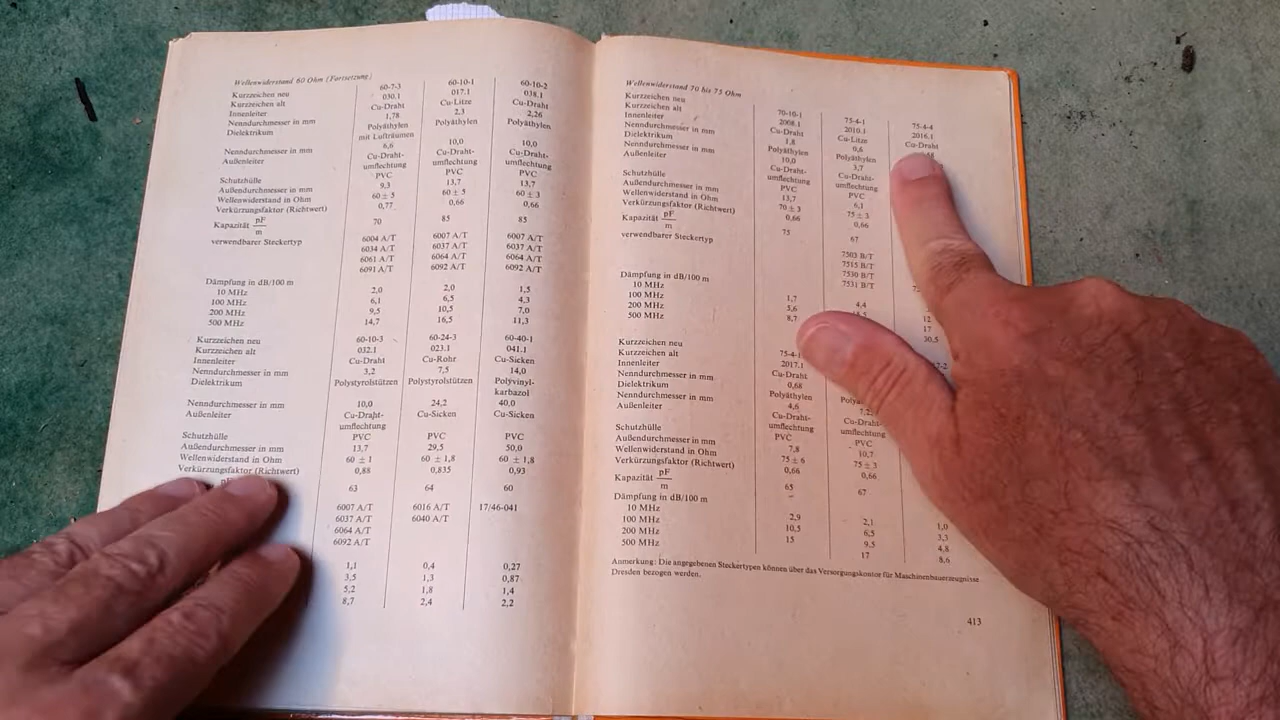 Wellenwiderstand 60 Ohm (Fortsetzung)
Kurzzeichen neu 60-7-3 60-10-1 60-10-2
Kurzzeichen alt 030.1 017.1 038.1
Innenleiter Cu-Draht Cu-Litze Cu-Draht
Nenndurchmesser in mm 1,78 2,3 2,26
Dielektrikum Polyäthylen Polyäthylen Polyäthylen
mit Lufträumen
Nenndurchmesser in mm 6,6 10,0 10,0
Außenleiter Cu-Draht- Cu-Draht- Cu-Draht-
umflechtung umflechtung umflechtung
Schutzhülle PVC PVC PVC
Außendurchmesser in mm 9,3 13,7 13,7
Wellenwiderstand in Ohm 60 ± 5 60 ± 5 60 ± 3
Verkürzungsfaktor (Richtwert) 0,77 0,66 0,66
Kapazität pF/m 70 85 85
verwendbarer Steckertyp 6004 A/T 6007 A/T 6007 A/T
6034 A/T 6037 A/T 6037 A/T
6061 A/T 6064 A/T 6064 A/T
6091 A/T 6092 A/T 6092 A/T
Dämpfung in dB/100 m
10 MHz 2,0 2,0 1,5
100 MHz 6,1 6,5 4,3
200 MHz 9,5 10,5 7,0
500 MHz 14,7 16,5 11,3
Kurzzeichen neu 60-10-3 60-24-3 60-40-1
Kurzzeichen alt 032.1 023.1 041.1
Innenleiter Cu-Draht Cu-Rohr Cu-Sicken
Nenndurchmesser in mm 3,2 7,5 14,0
Dielektrikum Polystyrolstützen Polystyrolstützen Polyvinyl-
karbazol
Nenndurchmesser in mm 10,0 24,2 40,0
Außenleiter Cu-Draht- Cu-Sicken Cu-Sicken
umflechtung
Schutzhülle PVC PVC PVC
Außendurchmesser in mm 13,7 29,5 50,0
Wellenwiderstand in Ohm 60 ± 1 60 ± 1,8 60 ± 1,8
Verkürzungsfaktor (Richtwert) 0,88 0,835 0,93
pF 63 64 60
6007 A/T 6016 A/T 17/46-041
6037 A/T 6040 A/T
6064 A/T
6092 A/T
1,1 0,4 0,27
3,5 1,3 0,87
5,2 1,8 1,4
8,7 2,4 2,2
Wellenwiderstand 70 bis 75 Ohm
Kurzzeichen neu 70-10-1 75-4-1 75-4-4
Kurzzeichen alt 2008.1 2010.1 2016.1
Innenleiter Cu-Draht Cu-Litze Cu-Draht
Nenndurchmesser in mm 1,8 0,6
Dielektrikum Polyäthylen Polyäthylen
Nenndurchmesser in mm 10,0 3,7
Außenleiter Cu-Draht- Cu-Draht-
umflechtung umflechtung
Schutzhülle PVC PVC
Außendurchmesser in mm 13,7 6,1
Wellenwiderstand in Ohm 70 ± 3 75 ± 3
Verkürzungsfaktor (Richtwert) 0,66 0,66
Kapazität pF/m 75 67
verwendbarer Steckertyp 7503 B/T
7515 B/T
7530 B/T
7531 B/T
Dämpfung in dB/100 m
10 MHz 1,7 4,4
100 MHz 5,6 12
200 MHz 8,7 17
500 MHz 30,5
Kurzzeichen neu
Kurzzeichen alt 2017.1
Innenleiter Cu-Draht
Nenndurchmesser in mm 0,68
Dielektrikum Polyäthylen
Nenndurchmesser in mm 4,6
Außenleiter Cu-Draht- Cu-Draht-
umflechtung umflechtung
Schutzhülle PVC PVC
Außendurchmesser in mm 7,8 10,7
Wellenwiderstand in Ohm 75 ± 6 75 ± 3
Verkürzungsfaktor (Richtwert) 0,66 0,66
Kapazität pF/m 65 67
Dämpfung in dB/100 m -
10 MHz 2,9 2,1 1,0
100 MHz 10,5 6,5 3,3
200 MHz 15 9,5 4,8
500 MHz 17 8,6
Anmerkung: Die angegebenen Steckertypen können über das Versorgungskontor für Maschinenbauerzeugnisse
Dresden bezogen werden.
413